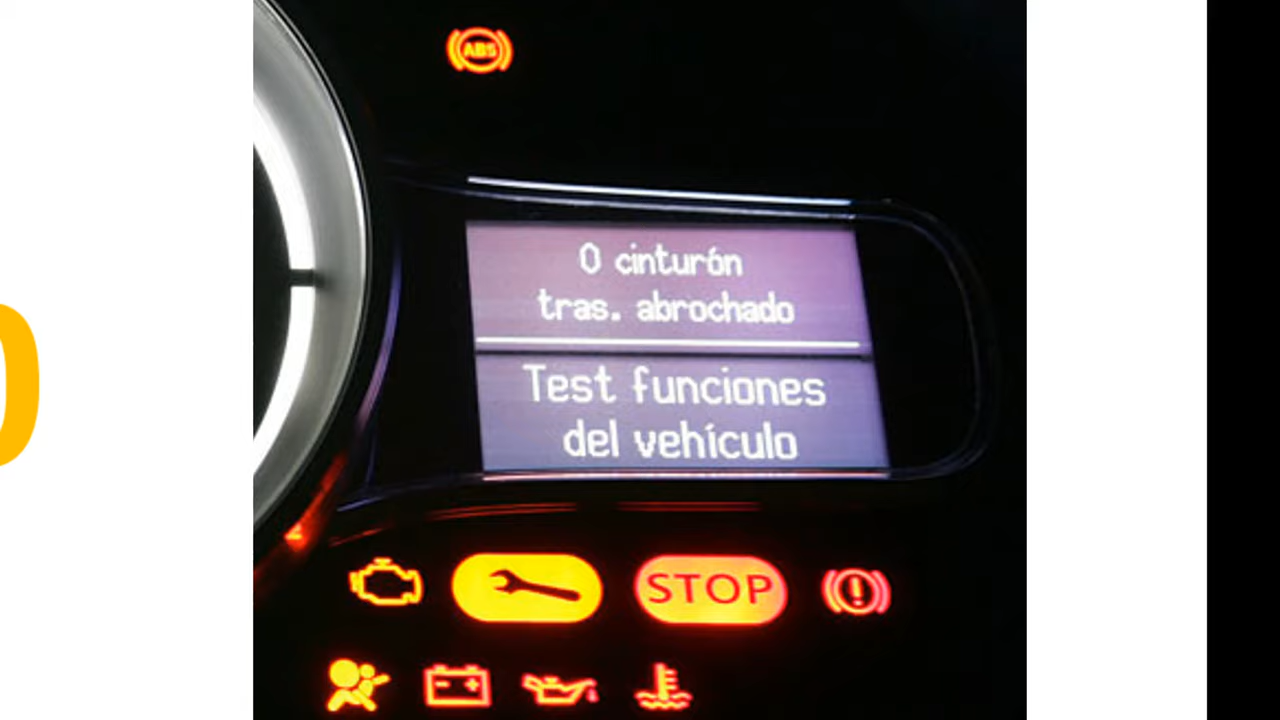 ABS
0 cinturón
tras. abrochado
Test funciones
del vehículo
STOP